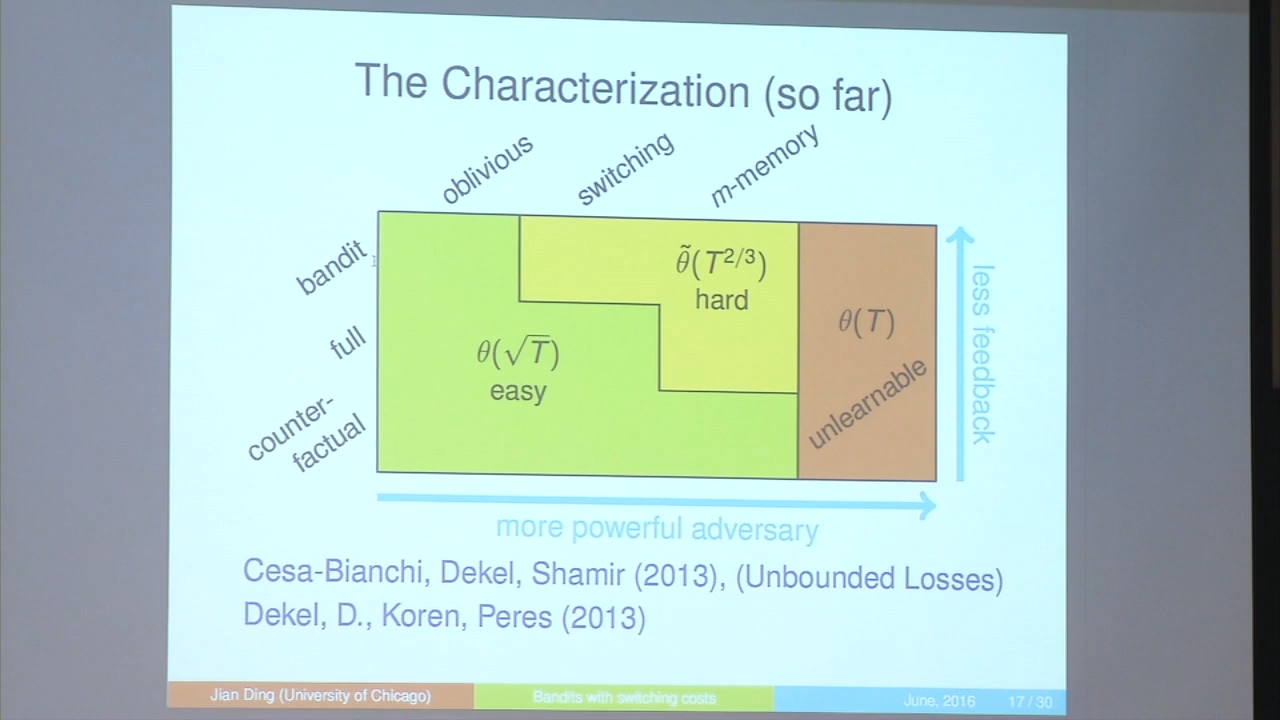 The Characterization (so far)
oblivious
switching
m-memory
bandit
full
counter-
factual
θ̃(T^{2/3})
hard
θ(√T)
easy
θ(T)
unlearnable
less feedback
more powerful adversary
Cesa-Bianchi, Dekel, Shamir (2013), (Unbounded Losses)
Dekel, D., Koren, Peres (2013)
Jian Ding (University of Chicago)
Bandits with switching costs
June, 2016
17 / 30